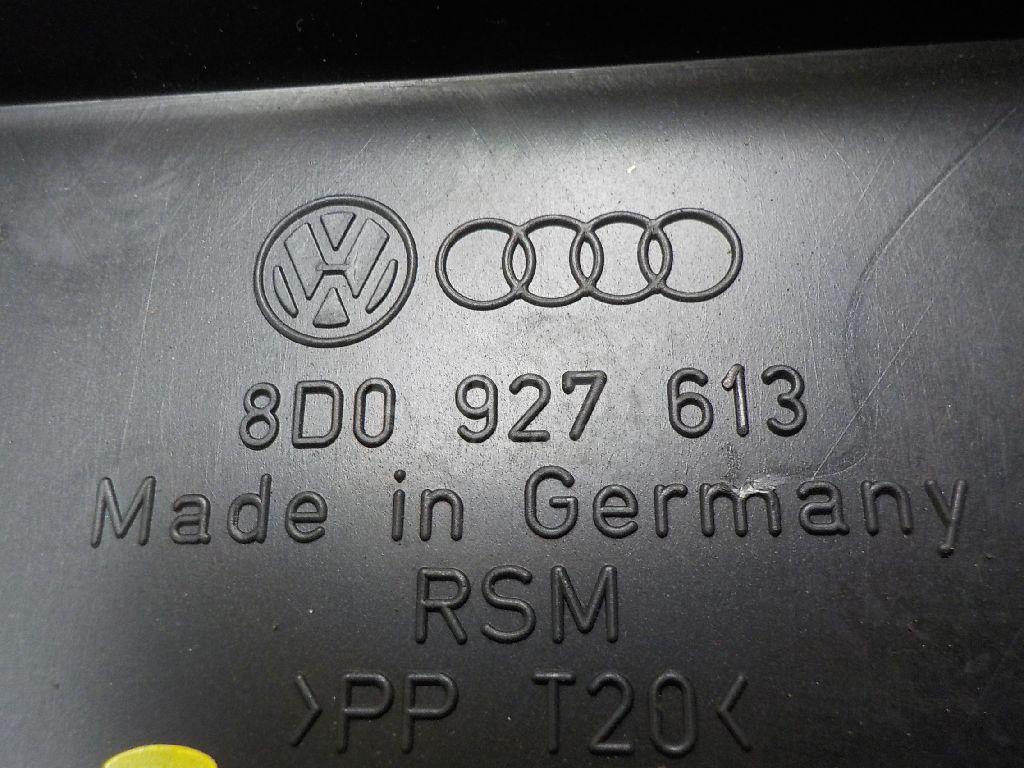 8D0 927 613
Made in Germany
RSM
>PP T20<